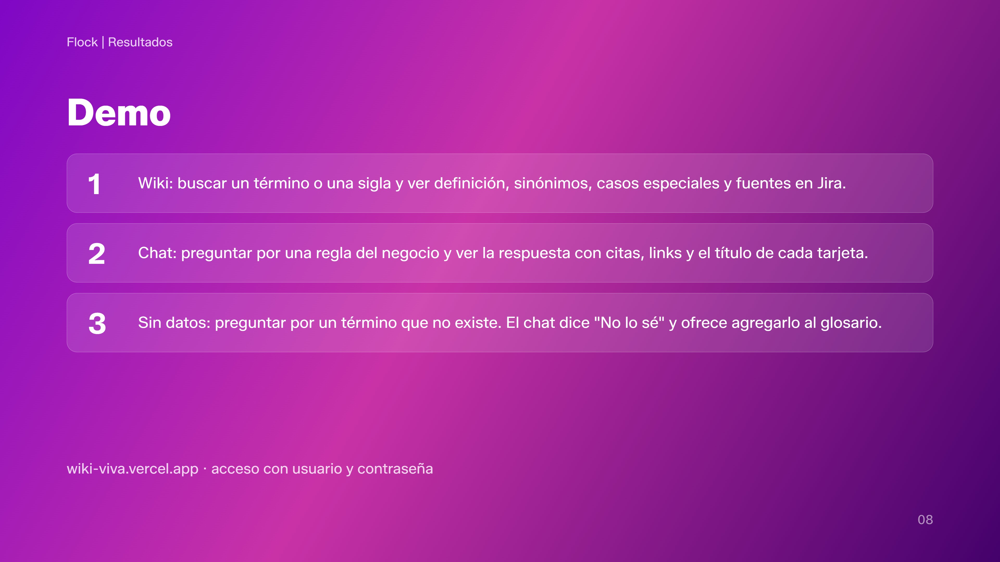 Flock | Resultados
Demo
1 Wiki: buscar un término o una sigla y ver definición, sinónimos, casos especiales y fuentes en Jira.
2 Chat: preguntar por una regla del negocio y ver la respuesta con citas, links y el título de cada tarjeta.
3 Sin datos: preguntar por un término que no existe. El chat dice "No lo sé" y ofrece agregarlo al glosario.
wiki-viva.vercel.app · acceso con usuario y contraseña
08